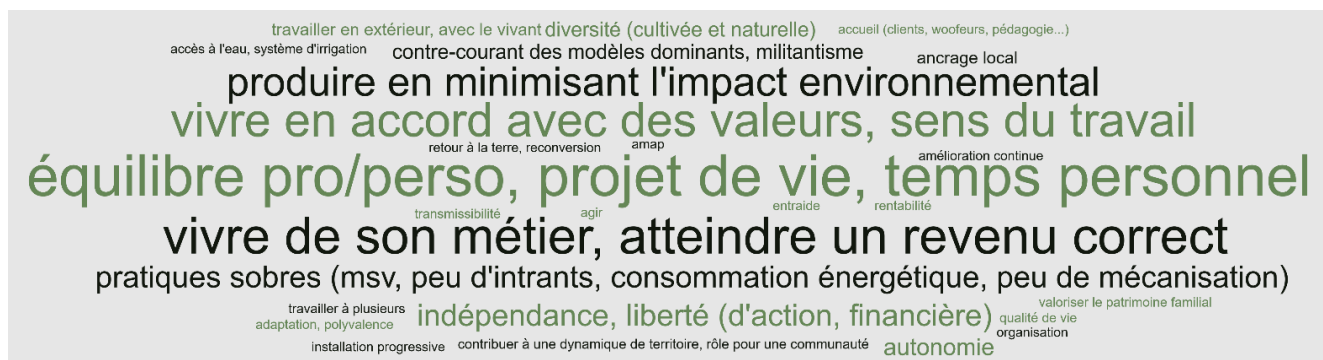 travailler en extérieur, avec le vivant diversité (cultivée et naturelle) accueil (clients, woofeurs, pédagogie...)
accès à l'eau, système d'irrigation contre-courant des modèles dominants, militantisme ancrage local
produire en minimisant l'impact environnemental
vivre en accord avec des valeurs, sens du travail
retour à la terre, reconversion amap amélioration continue
équilibre pro/perso, projet de vie, temps personnel
transmissibilité agir entraide rentabilité
vivre de son métier, atteindre un revenu correct
pratiques sobres (msv, peu d'intrants, consommation énergétique, peu de mécanisation)
travailler à plusieurs indépendance, liberté (d'action, financière) valoriser le patrimoine familial
adaptation, polyvalence qualité de vie
organisation
installation progressive contribuer à une dynamique de territoire, rôle pour une communauté autonomie